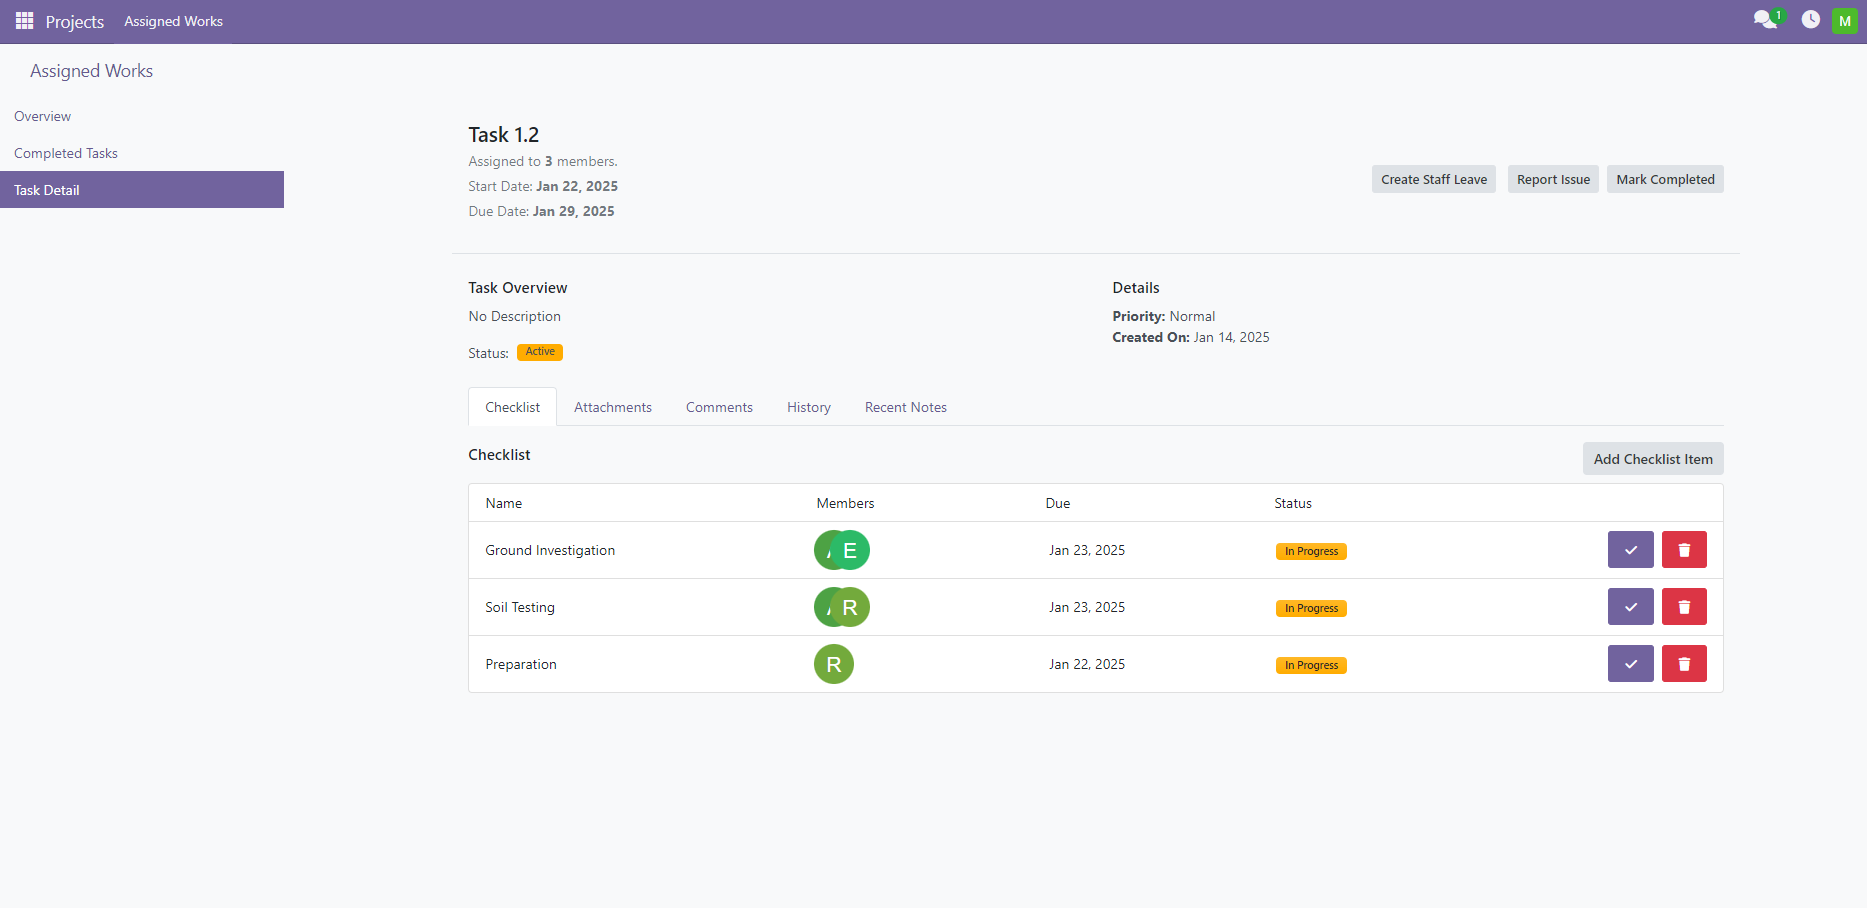 Projects Assigned Works 1 M
Assigned Works
Overview
Completed Tasks
Task Detail
Task 1.2
Assigned to 3 members.
Start Date: Jan 22, 2025
Due Date: Jan 29, 2025
Create Staff Leave Report Issue Mark Completed
Task Overview
No Description
Status: Active
Details
Priority: Normal
Created On: Jan 14, 2025
Checklist Attachments Comments History Recent Notes
Checklist Add Checklist Item
Name Members Due Status
Ground Investigation E Jan 23, 2025 In Progress
Soil Testing R Jan 23, 2025 In Progress
Preparation R Jan 22, 2025 In Progress